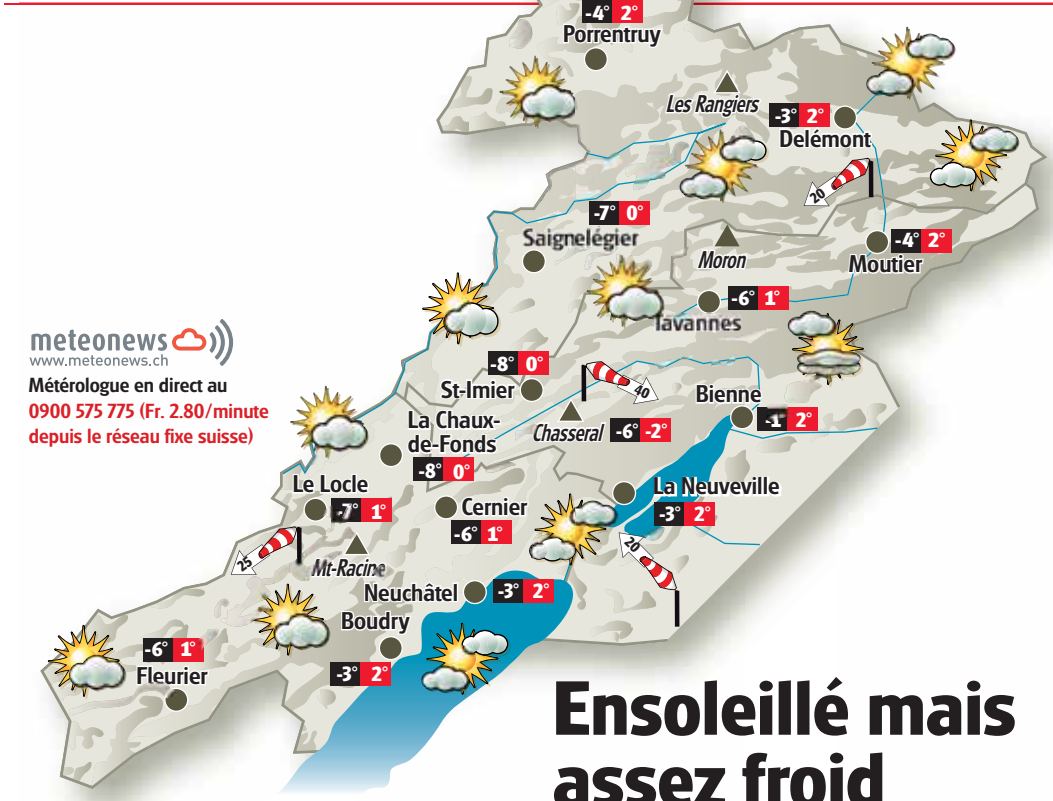 -4° 2°
Porrentruy
Les Rangiers
-3° 2°
Delémont
20
-7° 0°
Saignelégier
Moron
-4° 2°
Moutier
-6° 1°
Tavannes
meteonews
www.meteonews.ch
Météorologue en direct au
0900 575 775 (Fr. 2.80/minute
depuis le réseau fixe suisse)
-8° 0°
St-Imier
40
Bienne
-1° 2°
Chasseral -6° -2°
La Chaux-
de-Fonds
-8° 0°
Le Locle
-7° 1°
Cernier
-6° 1°
La Neuveville
-3° 2°
20
25
Mt-Racine
Neuchâtel -3° 2°
Boudry
-3° 2°
-6° 1°
Fleurier
Ensoleillé mais
assez froid